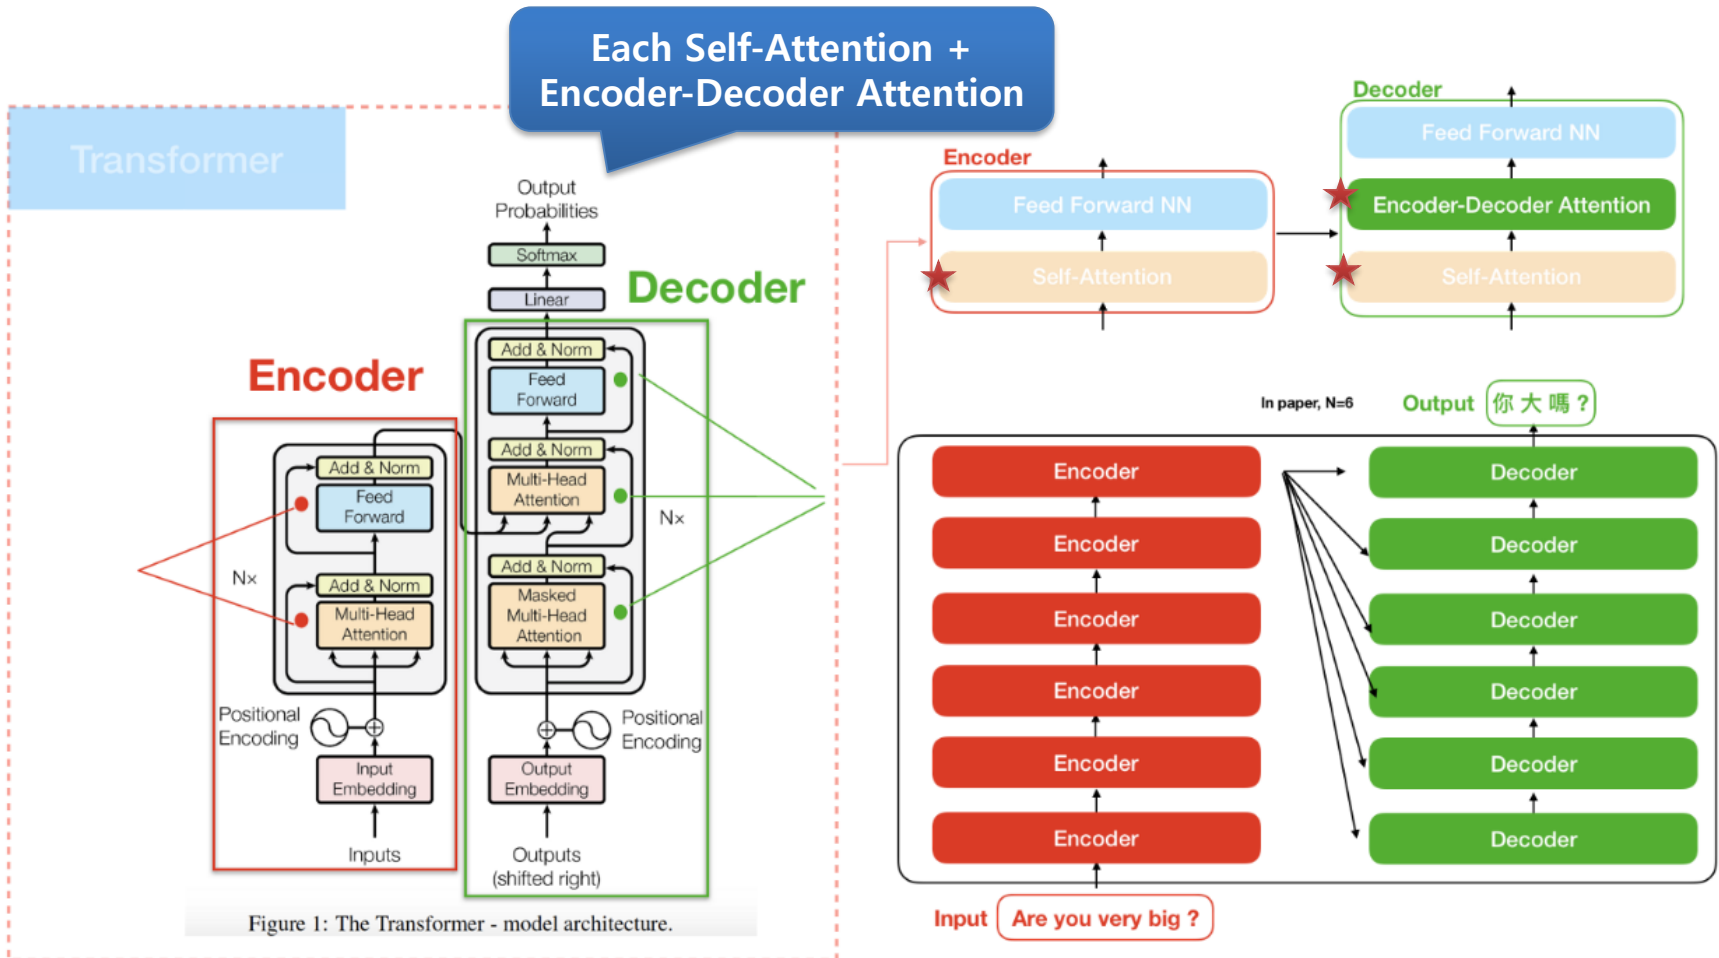 Each Self-Attention +
Encoder-Decoder Attention
Transformer
Output
Probabilities
Softmax
Linear
Decoder
Add & Norm
Feed
Forward
Add & Norm
Multi-Head
Attention
N×
Add & Norm
Masked
Multi-Head
Attention
Positional
Encoding
Output
Embedding
Outputs
(shifted right)
Encoder
Add & Norm
Feed
Forward
N×
Add & Norm
Multi-Head
Attention
Positional
Encoding
Input
Embedding
Inputs
Figure 1: The Transformer - model architecture.
Encoder
Feed Forward NN
Self-Attention
Decoder
Feed Forward NN
Encoder-Decoder Attention
Self-Attention
In paper, N=6
Output 你 大 嗎 ?
Encoder
Encoder
Encoder
Encoder
Encoder
Encoder
Decoder
Decoder
Decoder
Decoder
Decoder
Decoder
Input Are you very big ?